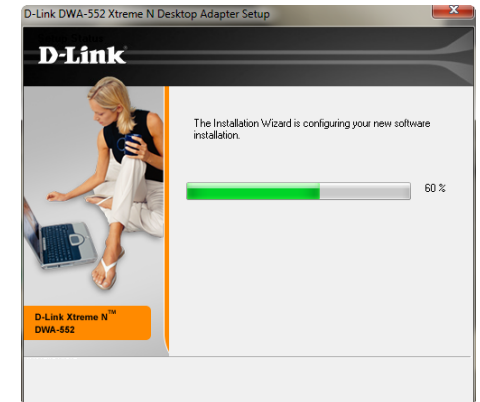 D-Link DWA-552 Xtreme N Desktop Adapter Setup
D-Link
The Installation Wizard is configuring your new software
installation.
60 %
D-Link Xtreme N™
DWA-552